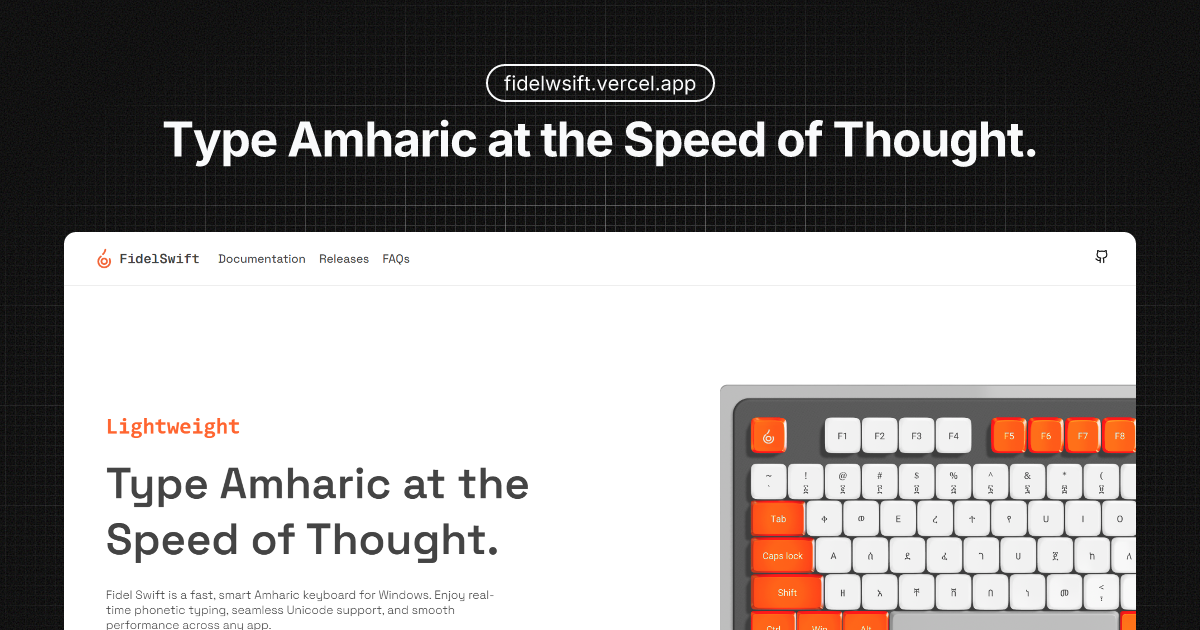 fidelwsift.vercel.app
Type Amharic at the Speed of Thought.
FidelSwift Documentation Releases FAQs
Lightweight
Type Amharic at the
Speed of Thought.
Fidel Swift is a fast, smart Amharic keyboard for Windows. Enjoy real-
time phonetic typing, seamless Unicode support, and smooth
performance across any app.
F1 F2 F3 F4 F5 F6 F7 F8
~ ! @ # $ % ^ & * (
Tab ቀ ወ E ረ ተ የ U I O
Caps lock A ሰ ደ ፈ ገ ሀ ጀ ከ ለ
Shift
Ctrl Win Alt